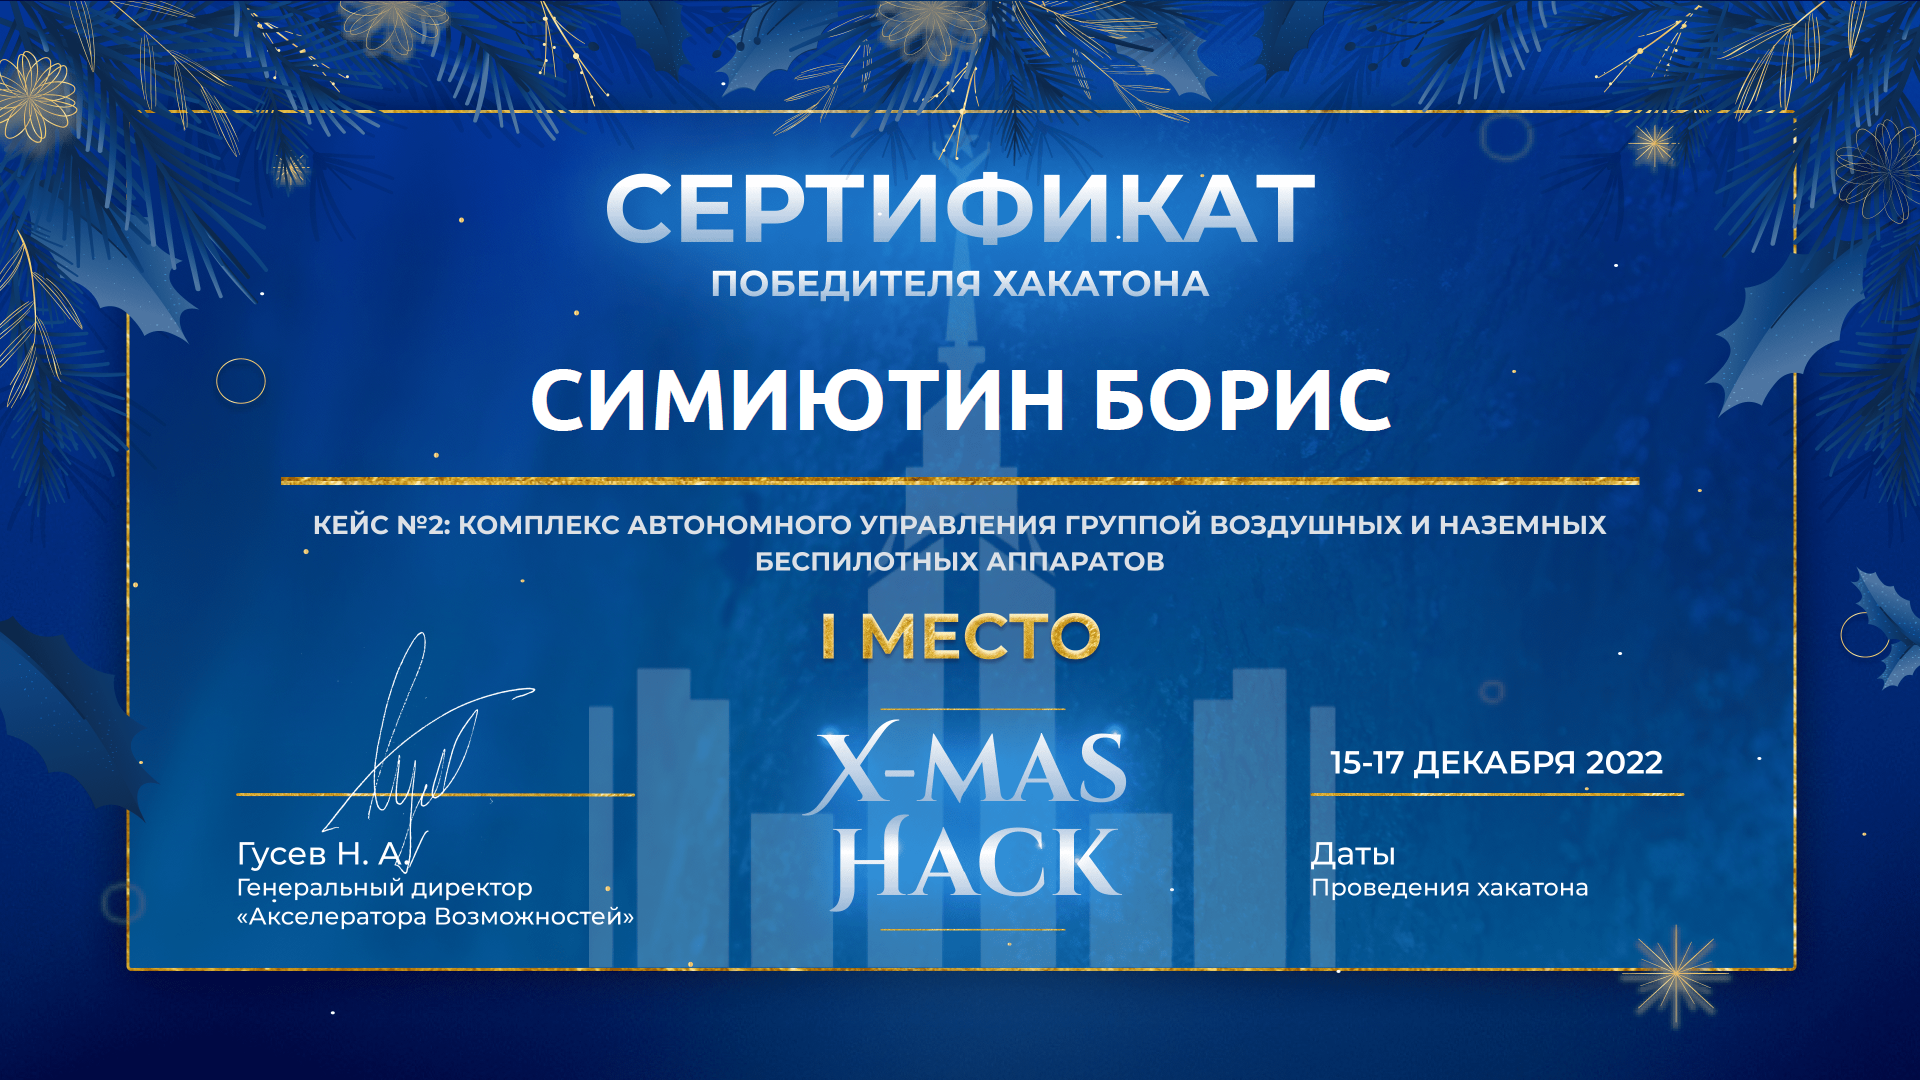 СЕРТИФИКАТ
ПОБЕДИТЕЛЯ ХАКАТОНА
СИМИЮТИН БОРИС
КЕЙС №2: КОМПЛЕКС АВТОНОМНОГО УПРАВЛЕНИЯ ГРУППОЙ ВОЗДУШНЫХ И НАЗЕМНЫХ
БЕСПИЛОТНЫХ АППАРАТОВ
I МЕСТО
X-MAS
HACK
Гусев Н. А.
Генеральный директор
«Акселератора Возможностей»
15-17 ДЕКАБРЯ 2022
Даты
Проведения хакатона